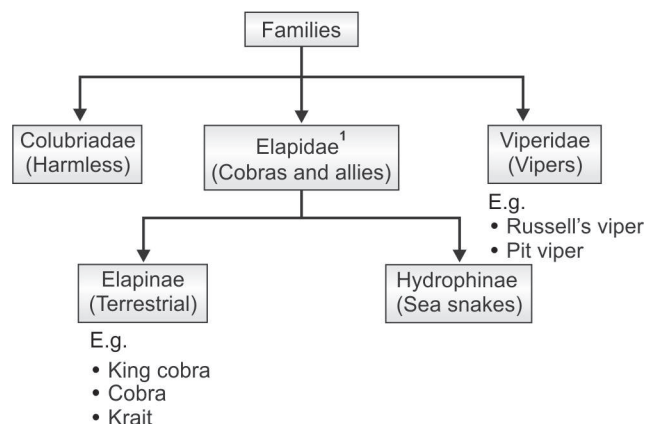 Families
Colubriadae
(Harmless)
Elapidae¹
(Cobras and allies)
Viperidae
(Vipers)
E.g.
• Russell's viper
• Pit viper
Elapinae
(Terrestrial)
Hydrophinae
(Sea snakes)
E.g.
• King cobra
• Cobra
• Krait